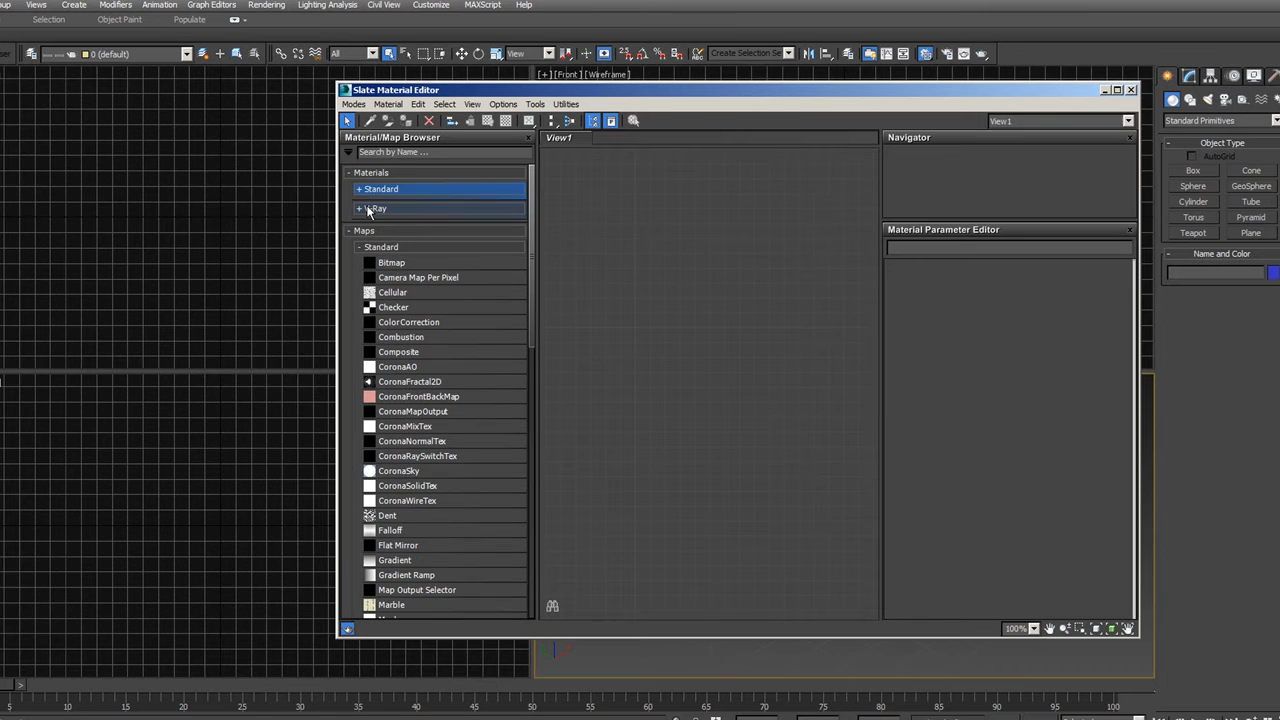 oup Views Create Modifiers Animation Graph Editors Rendering Lighting Analysis Civil View Customize MAXScript Help
Selection Object Paint Populate
0 (default) All View 2.5 Create Selection Se
[+] [Front] [Wireframe]
Slate Material Editor
Modes Material Edit Select View Options Tools Utilities
View1
Material/Map Browser
View1
Navigator
Search by Name ...
- Materials
+ Standard
+ V-Ray
- Maps
- Standard
Bitmap
Camera Map Per Pixel
Cellular
Checker
ColorCorrection
Combustion
Composite
CoronaAO
CoronaFractal2D
CoronaFrontBackMap
CoronaMapOutput
CoronaMixTex
CoronaNormalTex
CoronaRaySwitchTex
CoronaSky
CoronaSolidTex
CoronaWireTex
Dent
Falloff
Flat Mirror
Gradient
Gradient Ramp
Map Output Selector
Marble
Material Parameter Editor
100%
Standard Primitives
- Object Type
AutoGrid
Box Cone
Sphere GeoSphere
Cylinder Tube
Torus Pyramid
Teapot Plane
- Name and Color
>
10 15 20 25 30 35 40 45 50 55 60 65 70 75 80 85 90 95 100